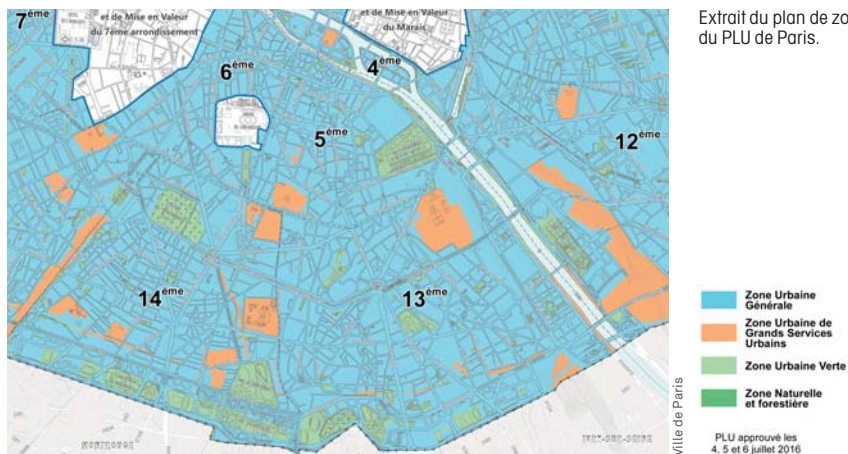 Extrait du plan de zo
du PLU de Paris.
7ème
et de Mise en Valeur
du 7ème arrondissement
et de Mise en Valeur
du Marais
6ème
4ème
5ème
12ème
14ème
13ème
MONTROUGE
IVRY-SUR-SEINE
Ville de Paris
Zone Urbaine
Générale
Zone Urbaine de
Grands Services
Urbains
Zone Urbaine Verte
Zone Naturelle
et forestière
PLU approuvé les
4, 5 et 6 juillet 2016